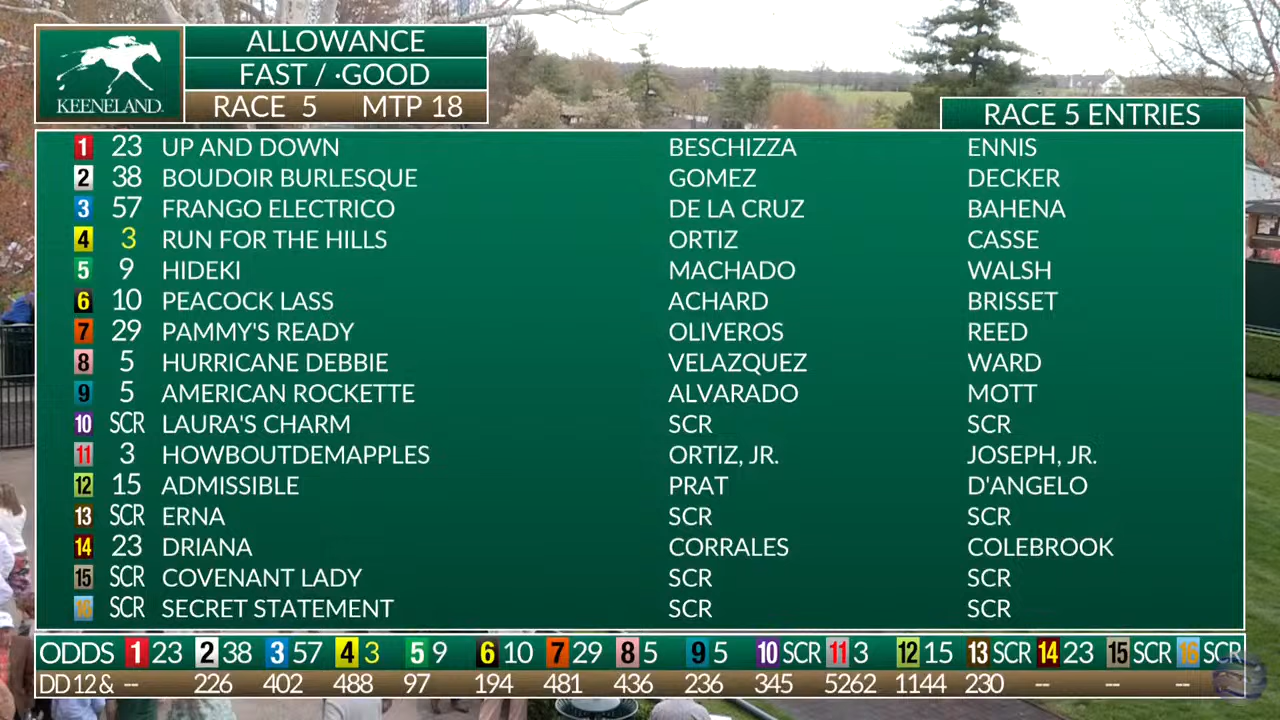 KEENELAND.
ALLOWANCE
FAST / ·GOOD
RACE 5 MTP 18
RACE 5 ENTRIES
1 23 UP AND DOWN BESCHIZZA ENNIS
2 38 BOUDOIR BURLESQUE GOMEZ DECKER
3 57 FRANGO ELECTRICO DE LA CRUZ BAHENA
4 3 RUN FOR THE HILLS ORTIZ CASSE
5 9 HIDEKI MACHADO WALSH
6 10 PEACOCK LASS ACHARD BRISSET
7 29 PAMMY'S READY OLIVEROS REED
8 5 HURRICANE DEBBIE VELAZQUEZ WARD
9 5 AMERICAN ROCKETTE ALVARADO MOTT
10 SCR LAURA'S CHARM SCR SCR
11 3 HOWBOUTDEMAPPLES ORTIZ, JR. JOSEPH, JR.
12 15 ADMISSIBLE PRAT D'ANGELO
13 SCR ERNA SCR SCR
14 23 DRIANA CORRALES COLEBROOK
15 SCR COVENANT LADY SCR SCR
16 SCR SECRET STATEMENT SCR SCR
ODDS 1 23 2 38 3 57 4 3 5 9 6 10 7 29 8 5 9 5 10 SCR 11 3 12 15 13 SCR 14 23 15 SCR 16 SCR
DD 12 & -- 226 402 488 97 194 481 436 236 345 5262 1144 230 -- -- --